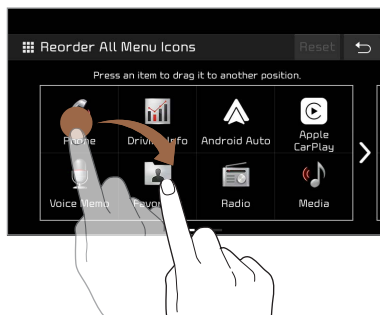 Reorder All Menu Icons
Reset
Press an item to drag it to another position.
Phone
Driving Info
Android Auto
Apple
CarPlay
Voice Memo
Radio
Media